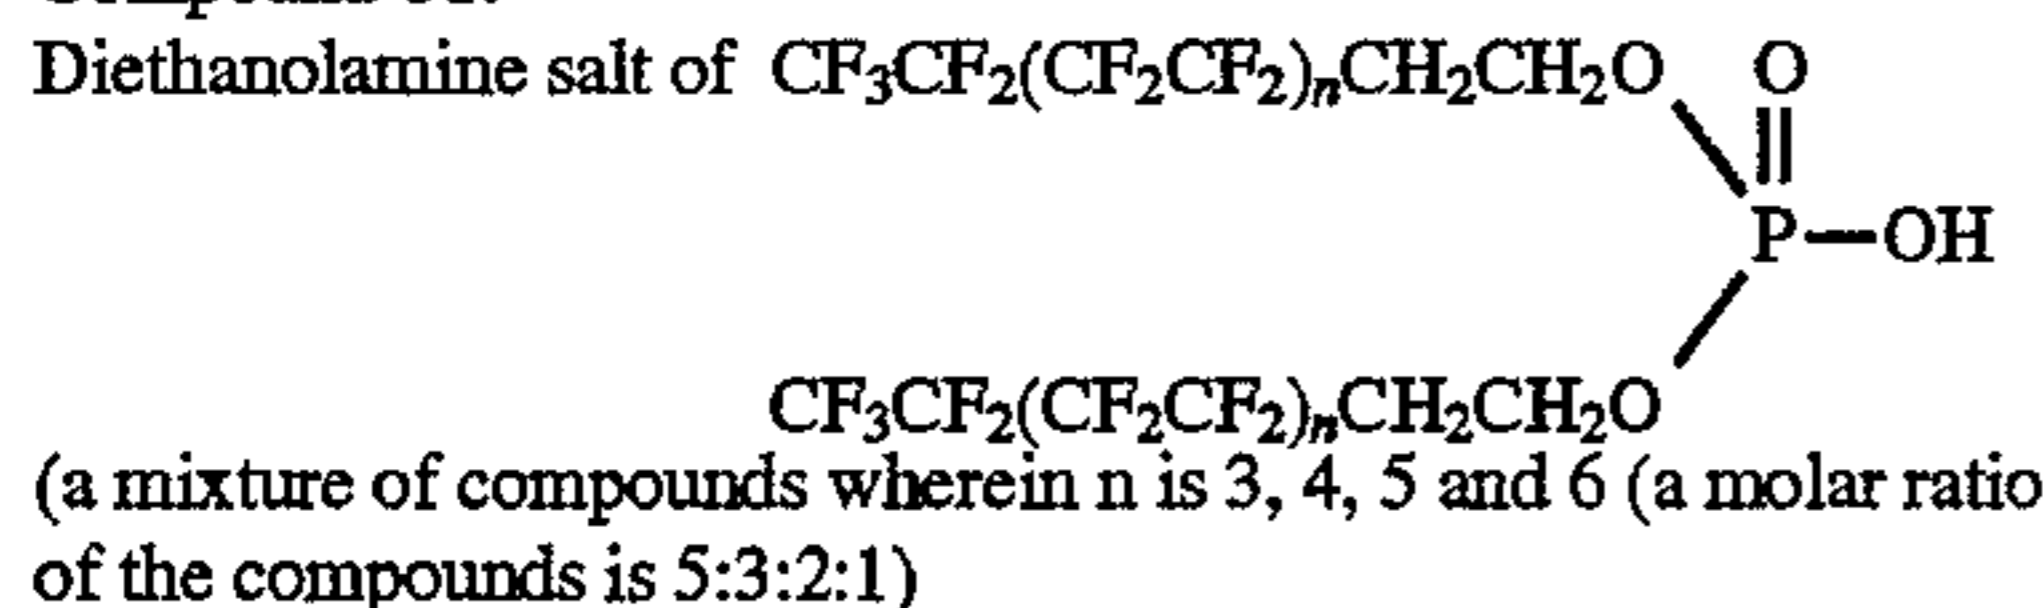 Diethanolamine salt of CF₃CF₂(CF₂CF₂)ₙCH₂CH₂O O
P—OH
CF₃CF₂(CF₂CF₂)ₙCH₂CH₂O
(a mixture of compounds wherein n is 3, 4, 5 and 6 (a molar ratio
of the compounds is 5:3:2:1)